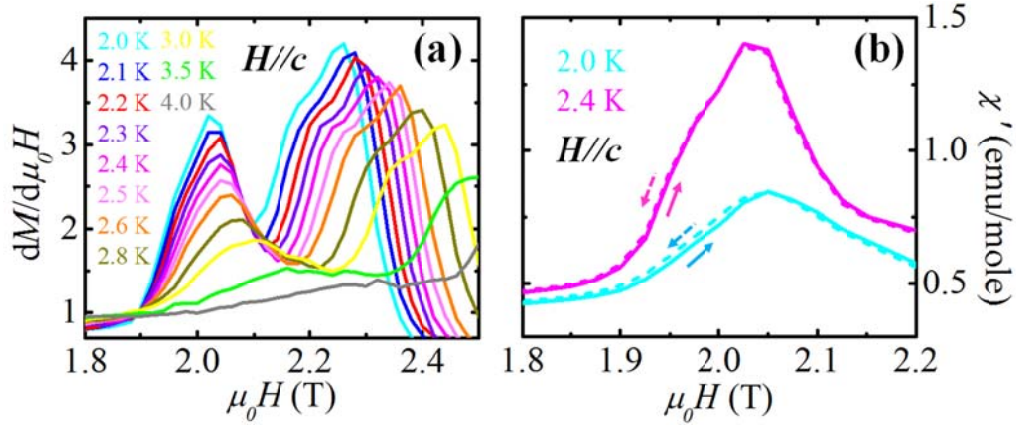 (a)
H//c
2.0 K 3.0 K
2.1 K 3.5 K
2.2 K 4.0 K
2.3 K
2.4 K
2.5 K
2.6 K
2.8 K
4
3
2
1
dM/dμ₀H
1.8 2.0 2.2 2.4
μ₀H (T)
(b)
2.0 K
2.4 K
H//c
1.5
1.0
0.5
χ′ (emu/mole)
1.8 1.9 2.0 2.1 2.2
μ₀H (T)